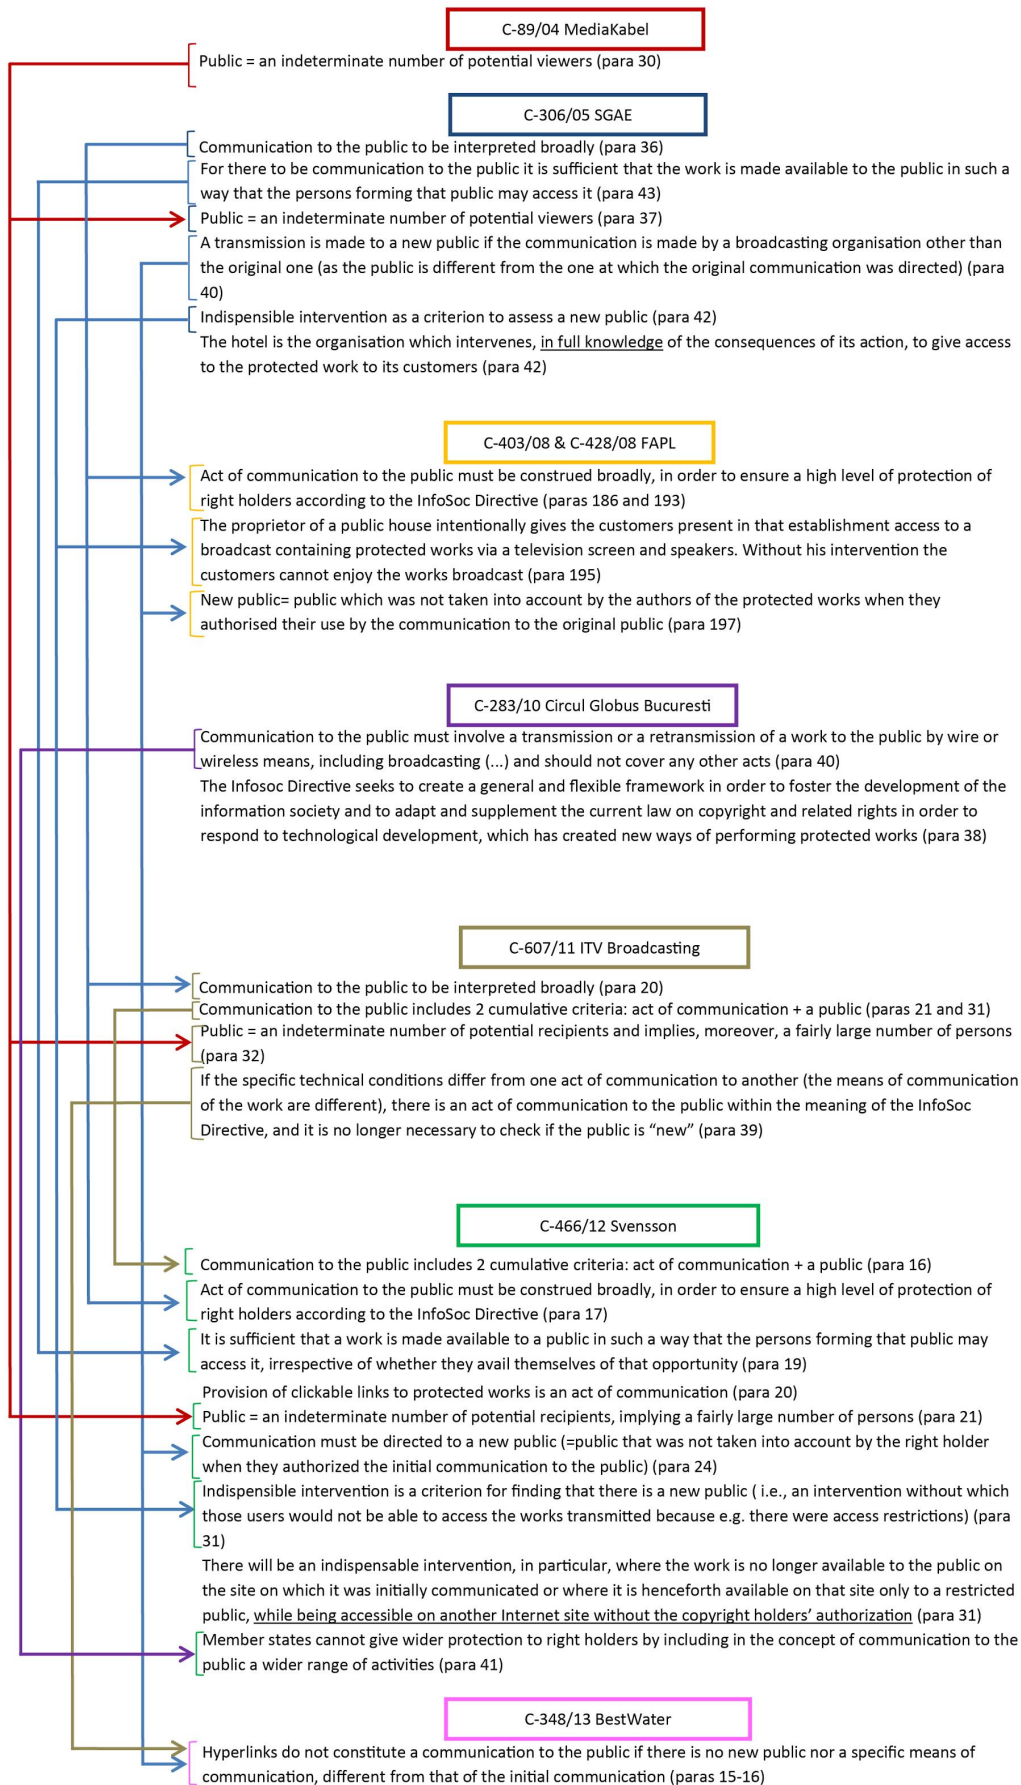 C-89/04 MediaKabel
Public = an indeterminate number of potential viewers (para 30)
C-306/05 SGAE
Communication to the public to be interpreted broadly (para 36)
For there to be communication to the public it is sufficient that the work is made available to the public in such a
way that the persons forming that public may access it (para 43)
Public = an indeterminate number of potential viewers (para 37)
A transmission is made to a new public if the communication is made by a broadcasting organisation other than
the original one (as the public is different from the one at which the original communication was directed) (para
40)
Indispensible intervention as a criterion to assess a new public (para 42)
The hotel is the organisation which intervenes, in full knowledge of the consequences of its action, to give access
to the protected work to its customers (para 42)
C-403/08 & C-428/08 FAPL
Act of communication to the public must be construed broadly, in order to ensure a high level of protection of
right holders according to the InfoSoc Directive (paras 186 and 193)
The proprietor of a public house intentionally gives the customers present in that establishment access to a
broadcast containing protected works via a television screen and speakers. Without his intervention the
customers cannot enjoy the works broadcast (para 195)
New public= public which was not taken into account by the authors of the protected works when they
authorised their use by the communication to the original public (para 197)
C-283/10 Circul Globus Bucuresti
Communication to the public must involve a transmission or a retransmission of a work to the public by wire or
wireless means, including broadcasting (...) and should not cover any other acts (para 40)
The Infosoc Directive seeks to create a general and flexible framework in order to foster the development of the
information society and to adapt and supplement the current law on copyright and related rights in order to
respond to technological development, which has created new ways of performing protected works (para 38)
C-607/11 ITV Broadcasting
Communication to the public to be interpreted broadly (para 20)
Communication to the public includes 2 cumulative criteria: act of communication + a public (paras 21 and 31)
Public = an indeterminate number of potential recipients and implies, moreover, a fairly large number of persons
(para 32)
If the specific technical conditions differ from one act of communication to another (the means of communication
of the work are different), there is an act of communication to the public within the meaning of the InfoSoc
Directive, and it is no longer necessary to check if the public is “new” (para 39)
C-466/12 Svensson
Communication to the public includes 2 cumulative criteria: act of communication + a public (para 16)
Act of communication to the public must be construed broadly, in order to ensure a high level of protection of
right holders according to the InfoSoc Directive (para 17)
It is sufficient that a work is made available to a public in such a way that the persons forming that public may
access it, irrespective of whether they avail themselves of that opportunity (para 19)
Provision of clickable links to protected works is an act of communication (para 20)
Public = an indeterminate number of potential recipients, implying a fairly large number of persons (para 21)
Communication must be directed to a new public (=public that was not taken into account by the right holder
when they authorized the initial communication to the public) (para 24)
Indispensible intervention is a criterion for finding that there is a new public ( i.e., an intervention without which
those users would not be able to access the works transmitted because e.g. there were access restrictions) (para
31)
There will be an indispensable intervention, in particular, where the work is no longer available to the public on
the site on which it was initially communicated or where it is henceforth available on that site only to a restricted
public, while being accessible on another Internet site without the copyright holders’ authorization (para 31)
Member states cannot give wider protection to right holders by including in the concept of communication to the
public a wider range of activities (para 41)
C-348/13 BestWater
Hyperlinks do not constitute a communication to the public if there is no new public nor a specific means of
communication, different from that of the initial communication (paras 15-16)